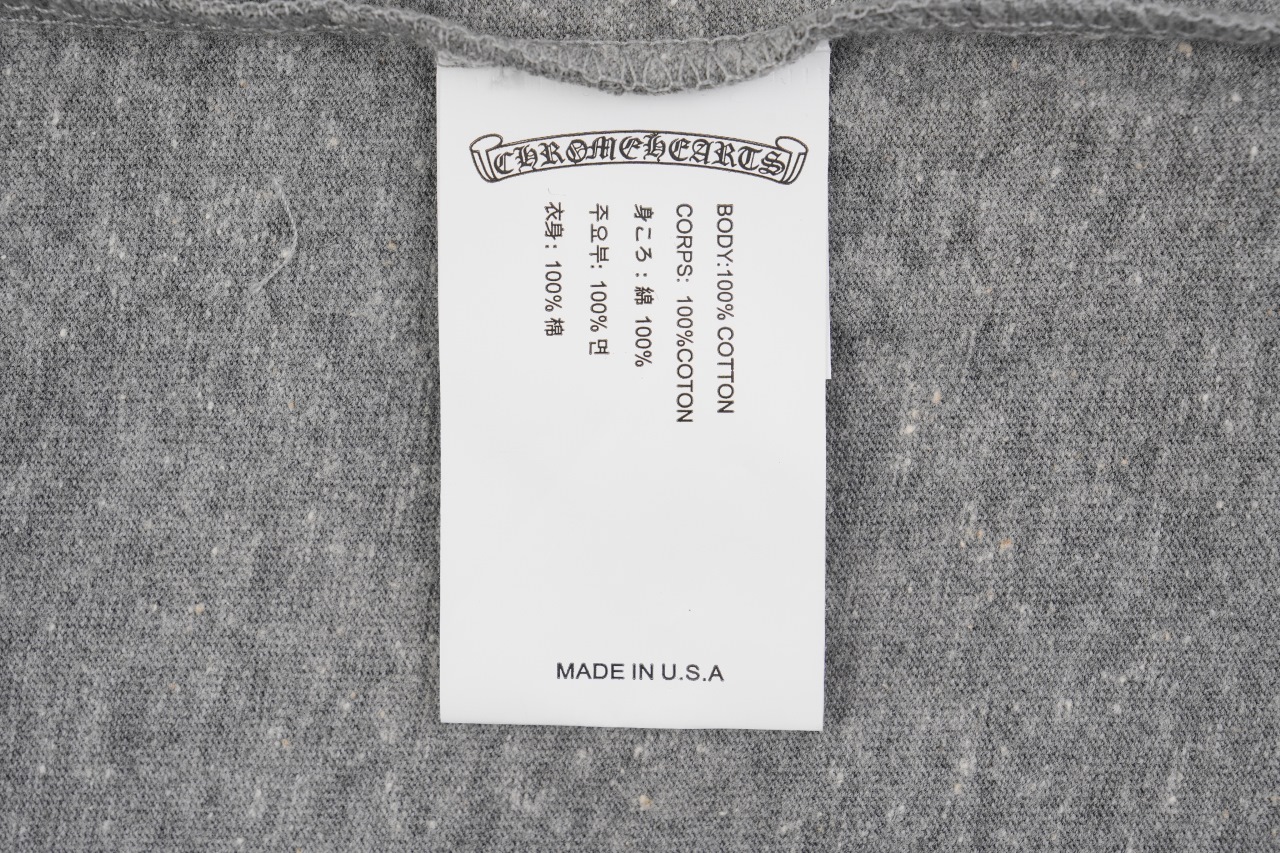 CHROMEHEARTS
BODY:100% COTTON
CORPS: 100%COTON
身ころ : 綿 100%
주요부: 100% 면
衣身: 100% 棉
MADE IN U.S.A